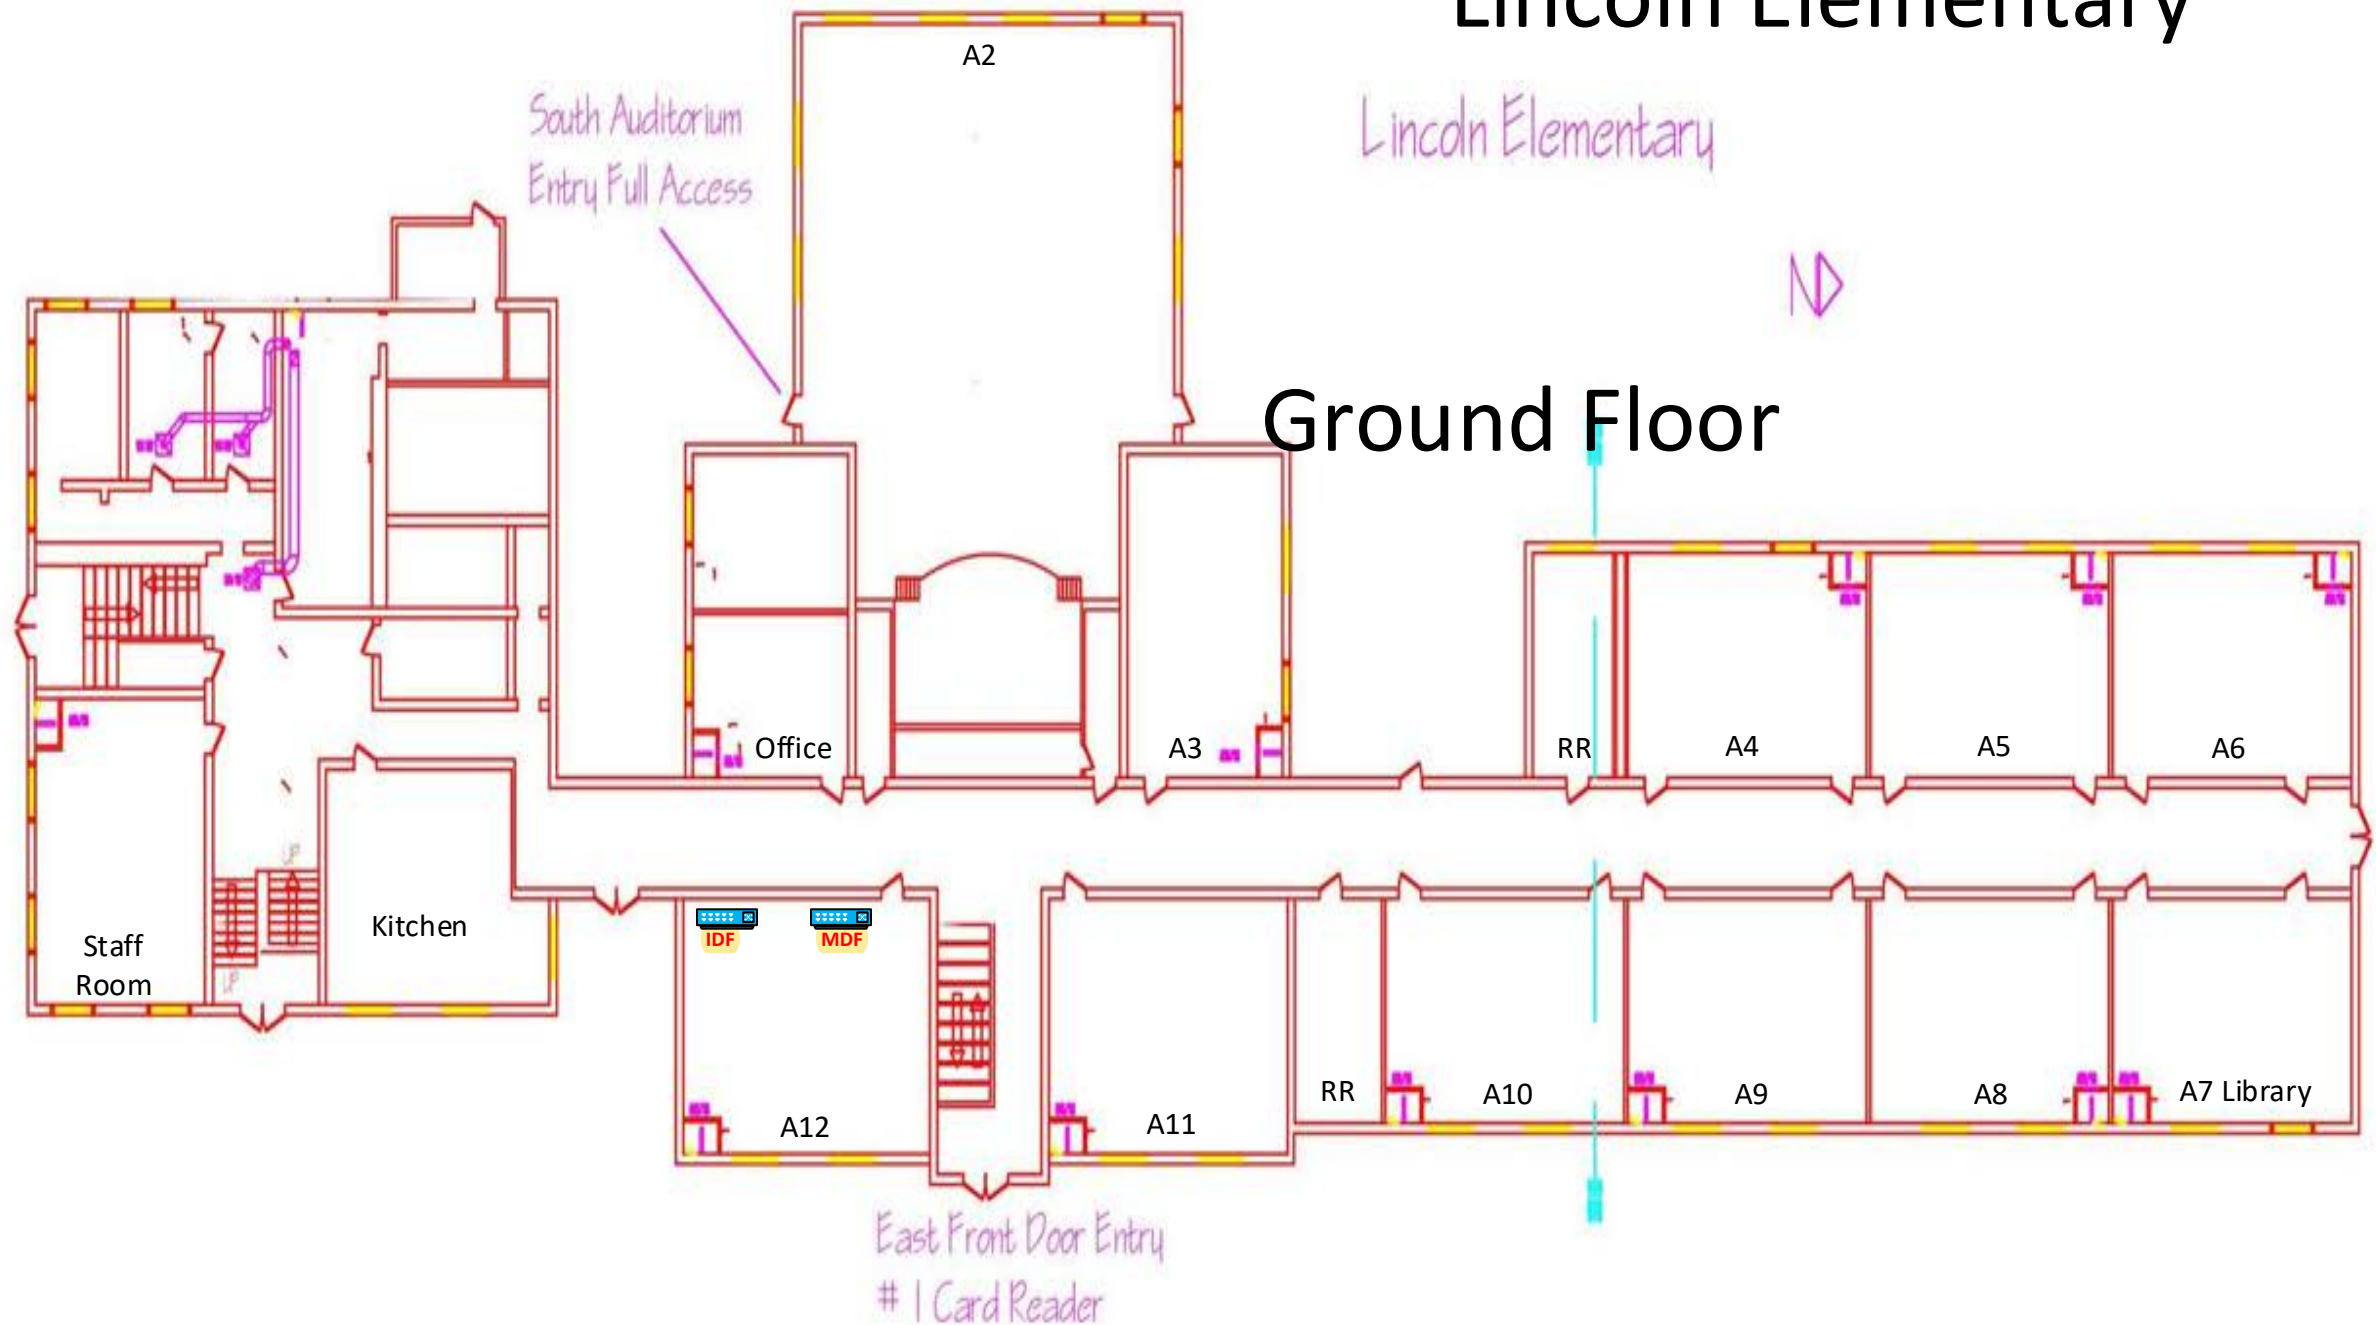 Lincoln Elementary
A2
South Auditorium
Entry Full Access
Lincoln Elementary
N
Ground Floor
Office
A3
RR
A4
A5
A6
UP
Kitchen
Staff
Room
UP
IDF
MDF
A12
A11
RR
A10
A9
A8
A7 Library
East Front Door Entry
# 1 Card Reader